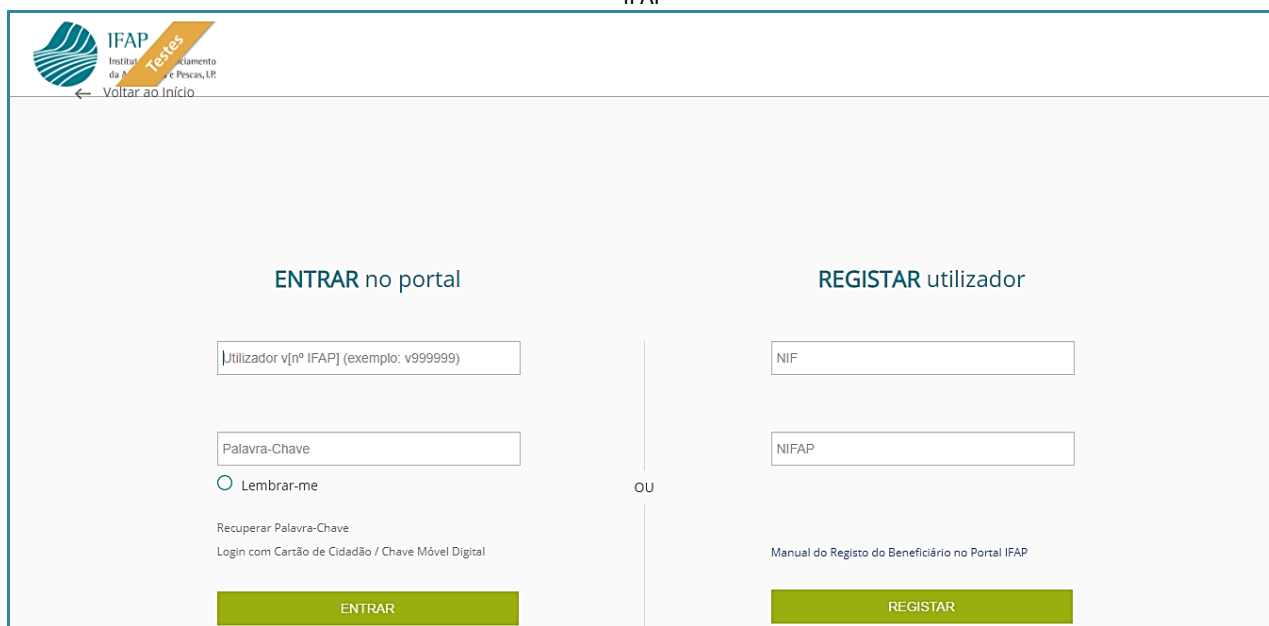 IFAP
IFAP
Testes
da A e Pescas, I.P.
← Voltar ao Início
ENTRAR no portal
Utilizador v[nº IFAP] (exemplo: v999999)
Palavra-Chave
Lembrar-me
Recuperar Palavra-Chave
Login com Cartão de Cidadão / Chave Móvel Digital
ENTRAR
OU
REGISTAR utilizador
NIF
NIFAP
Manual do Registo do Beneficiário no Portal IFAP
REGISTAR